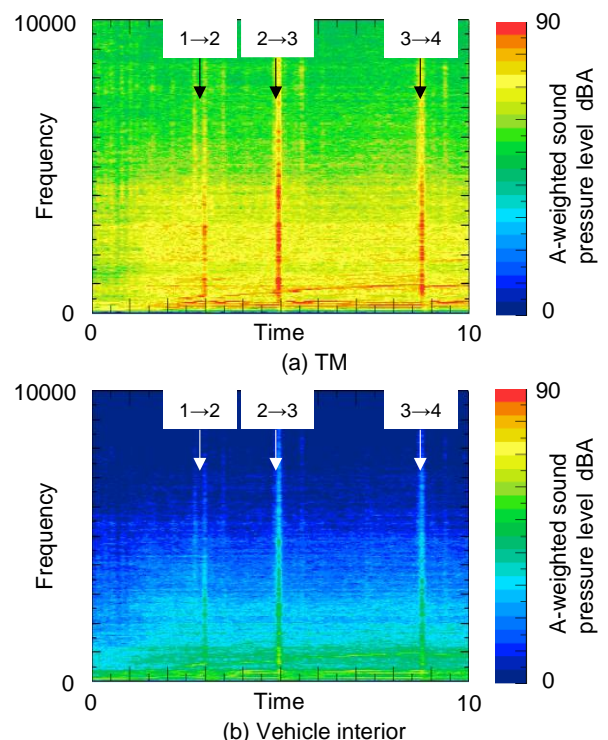 10000
1→2
2→3
3→4
90
Frequency
A-weighted sound
pressure level dBA
0
0
Time
10
0
(a) TM
10000
1→2
2→3
3→4
90
Frequency
A-weighted sound
pressure level dBA
0
0
Time
10
0
(b) Vehicle interior